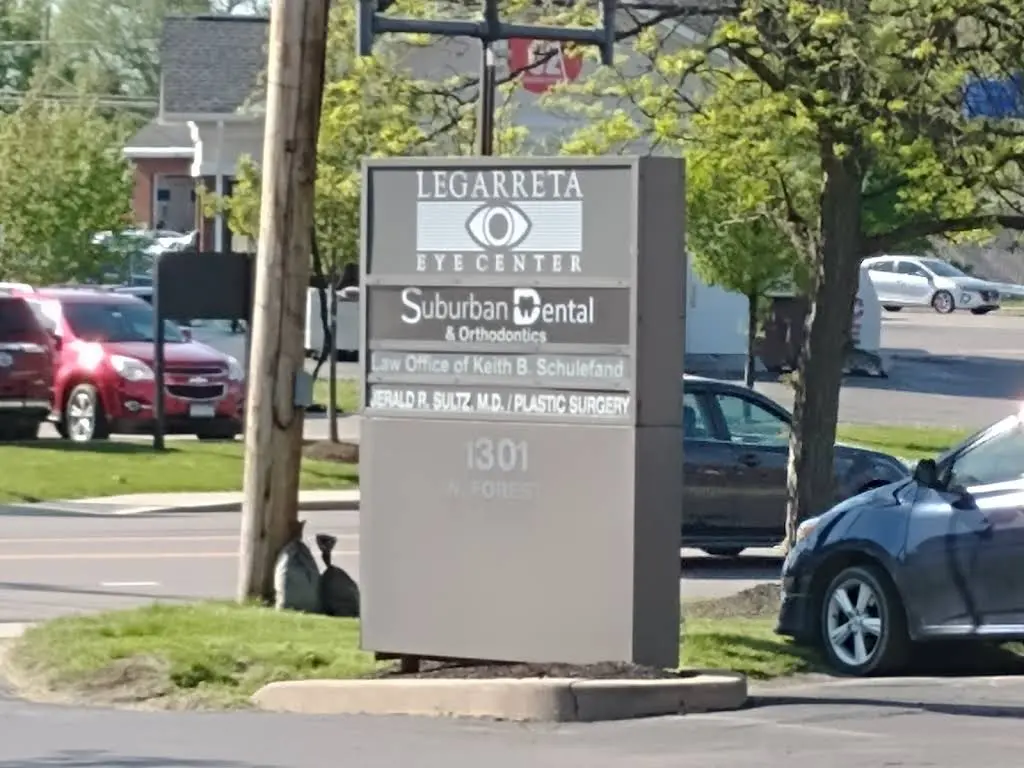 LEGARRETA
EYE CENTER
Suburban Dental
& Orthodontics
Law Office of Keith B. Schulefand
JERALD R. SULTZ, M.D. / PLASTIC SURGERY
1301
N. FOREST